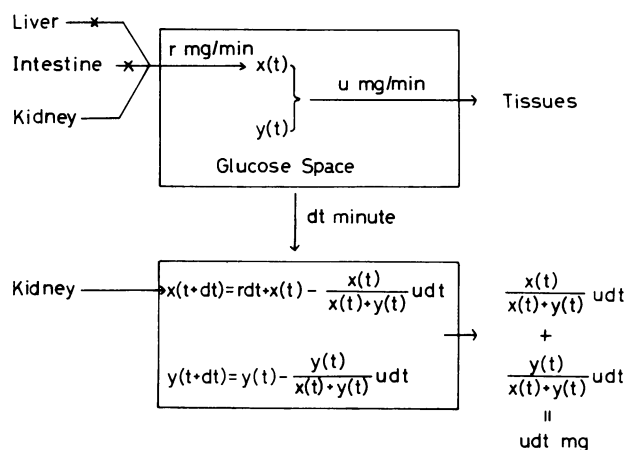 Liver
r mg/min
Intestine
x(t)
u mg/min
Tissues
Kidney
y(t)
Glucose Space
dt minute
Kidney
x(t+dt)=rdt+x(t) - x(t)/x(t)+y(t) udt
x(t)/x(t)+y(t) udt
+
y(t+dt)=y(t) - y(t)/x(t)+y(t) udt
y(t)/x(t)+y(t) udt
=
udt mg